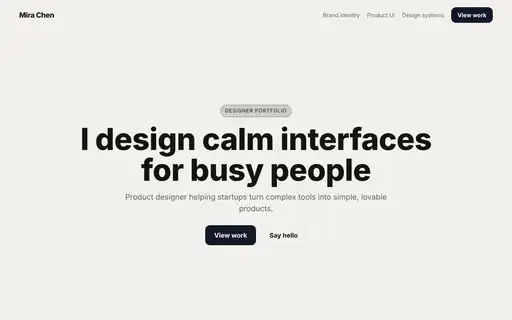 Mira Chen
Brand identity
Product UI
Design systems
View work
DESIGNER PORTFOLIO
I design calm interfaces
for busy people
Product designer helping startups turn complex tools into simple, lovable
products.
View work
Say hello